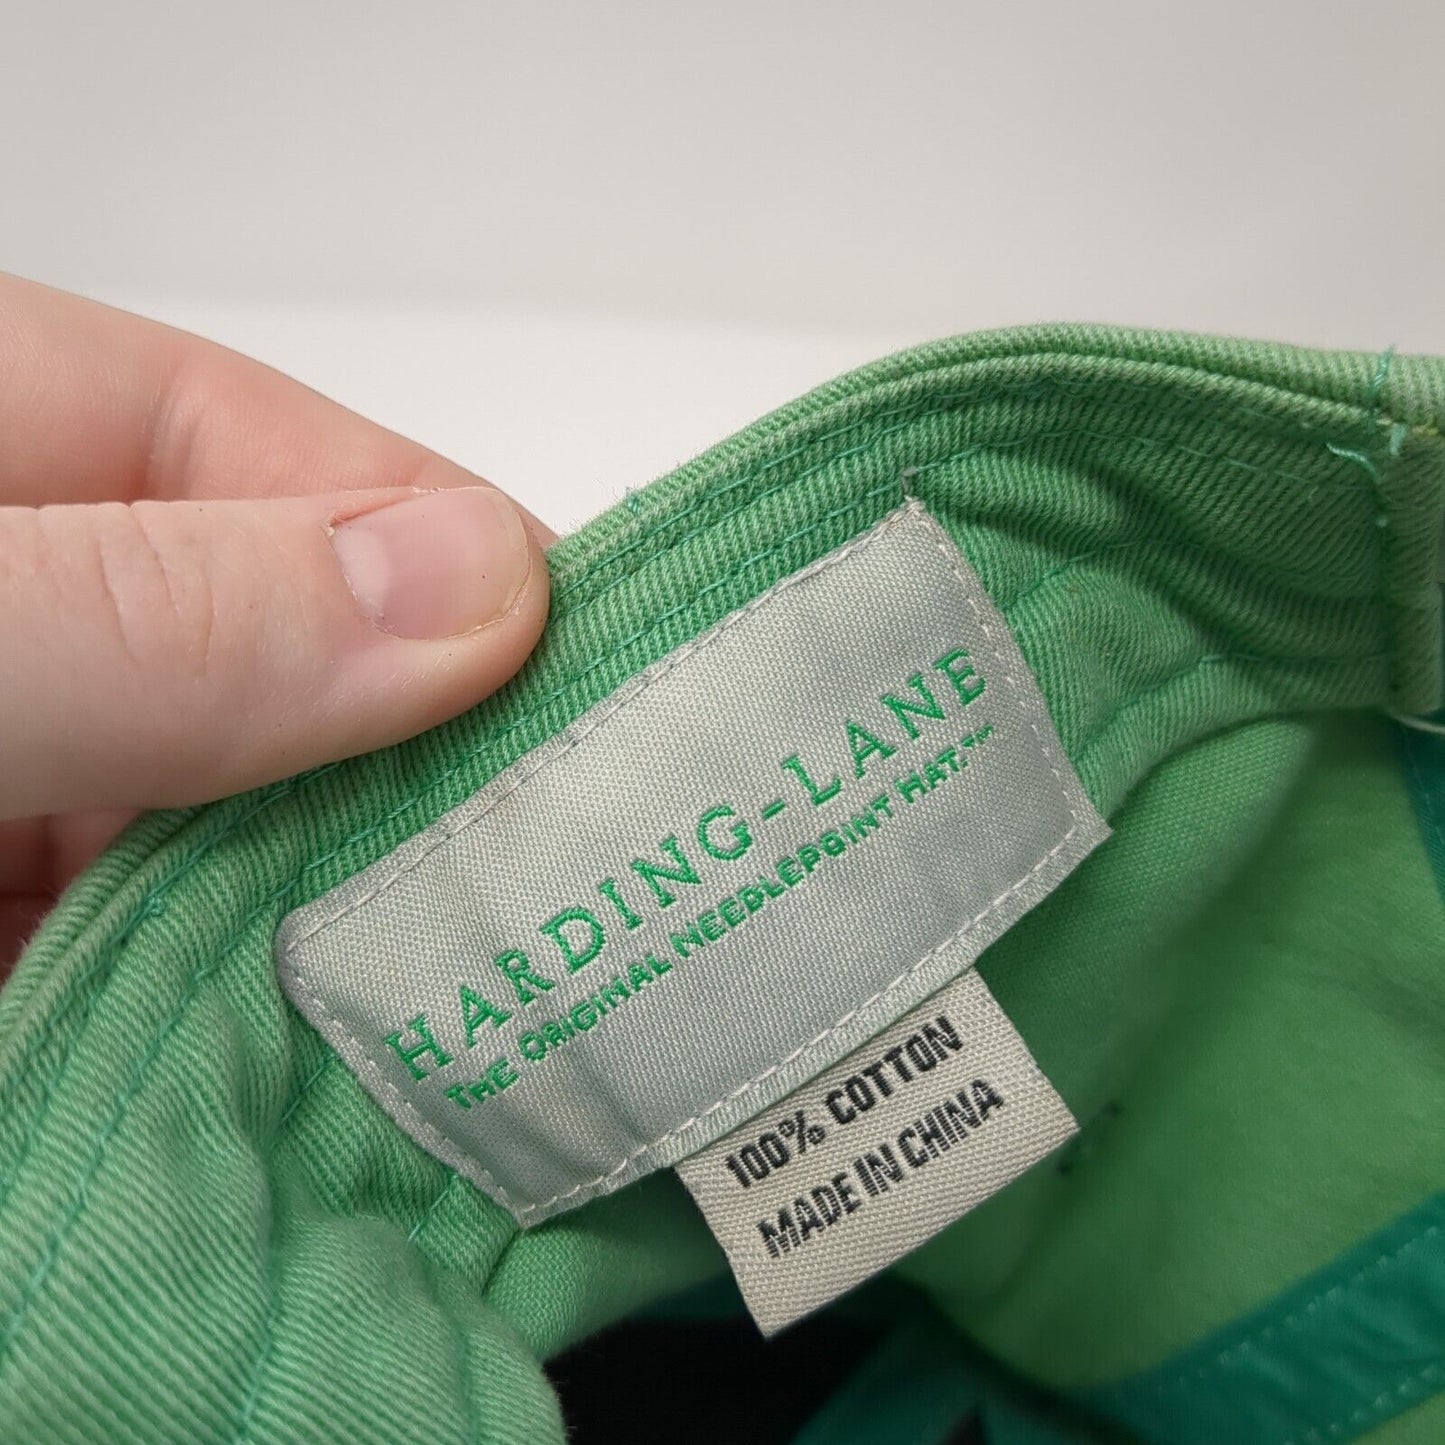 HARDING-LANE
THE ORIGINAL NEEDLEPOINT HAT.™
100% COTTON
MADE IN CHINA